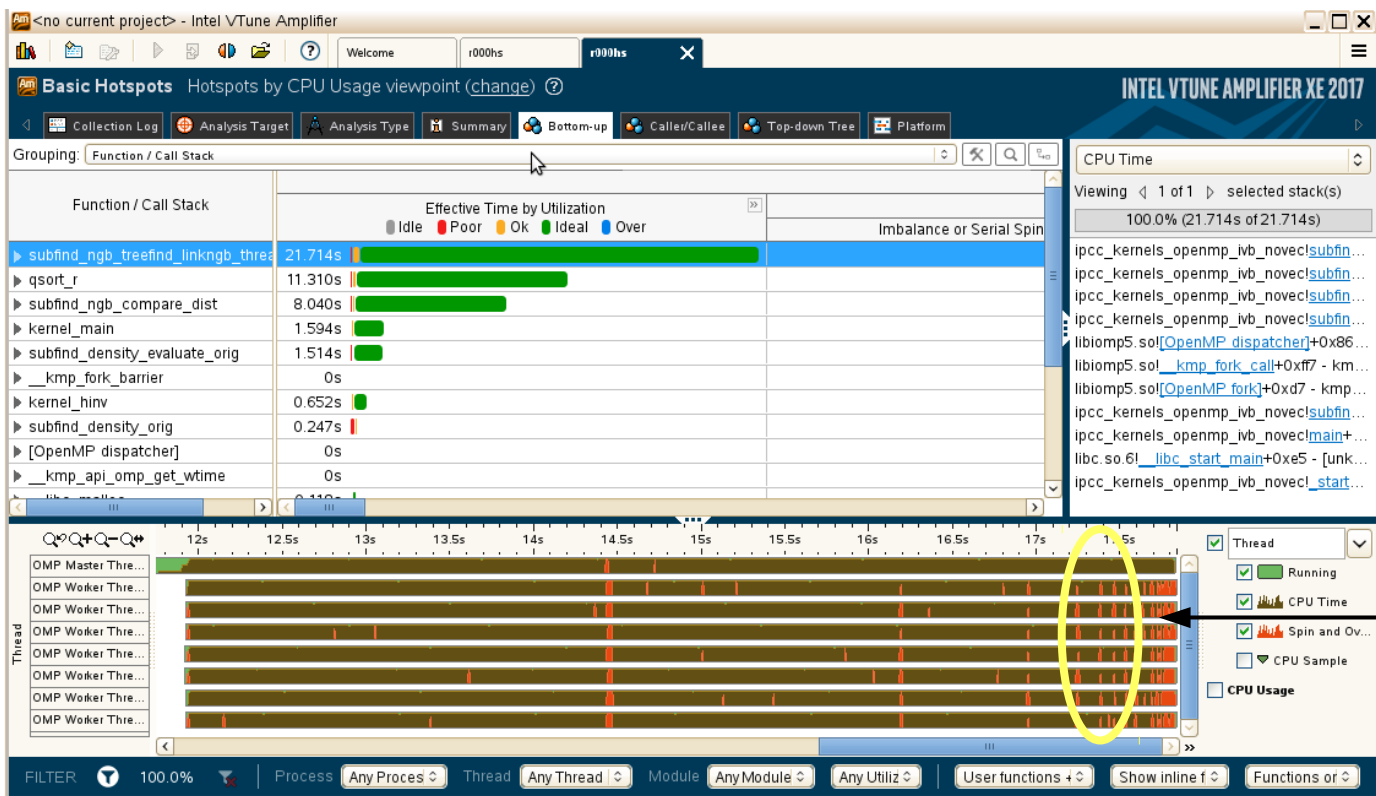 <no current project> - Intel VTune Amplifier
Welcome r000hs r000hs
Basic Hotspots Hotspots by CPU Usage viewpoint (change) INTEL VTUNE AMPLIFIER XE 2017
Collection Log Analysis Target Analysis Type Summary Bottom-up Caller/Callee Top-down Tree Platform
Grouping: Function / Call Stack
CPU Time
Viewing 1 of 1 selected stack(s)
100.0% (21.714s of 21.714s)
Function / Call Stack
Effective Time by Utilization
Idle Poor Ok Ideal Over
Imbalance or Serial Spin
subfind_ngb_treefind_linkngb_threa 21.714s
qsort_r 11.310s
subfind_ngb_compare_dist 8.040s
kernel_main 1.594s
subfind_density_evaluate_orig 1.514s
__kmp_fork_barrier 0s
kernel_hinv 0.652s
subfind_density_orig 0.247s
[OpenMP dispatcher] 0s
__kmp_api_omp_get_wtime 0s
ipcc_kernels_openmp_ivb_novec!subfin...
ipcc_kernels_openmp_ivb_novec!subfin...
ipcc_kernels_openmp_ivb_novec!subfin...
ipcc_kernels_openmp_ivb_novec!subfin...
libiomp5.so![OpenMP dispatcher]+0x86...
libiomp5.so!__kmp_fork_call+0xff7 - km...
libiomp5.so![OpenMP fork]+0xd7 - kmp...
ipcc_kernels_openmp_ivb_novec!subfin...
ipcc_kernels_openmp_ivb_novec!main+...
libc.so.6!__libc_start_main+0xe5 - [unk...
ipcc_kernels_openmp_ivb_novec!_start...
12s 12.5s 13s 13.5s 14s 14.5s 15s 15.5s 16s 16.5s 17s
Thread
OMP Master Thre...
OMP Worker Thre...
OMP Worker Thre...
OMP Worker Thre...
OMP Worker Thre...
OMP Worker Thre...
OMP Worker Thre...
OMP Worker Thre...
Thread
Running
CPU Time
Spin and Ov...
CPU Sample
CPU Usage
FILTER 100.0% Process Any Proces Thread Any Thread Module Any Module Any Utiliz User functions + Show inline f Functions or